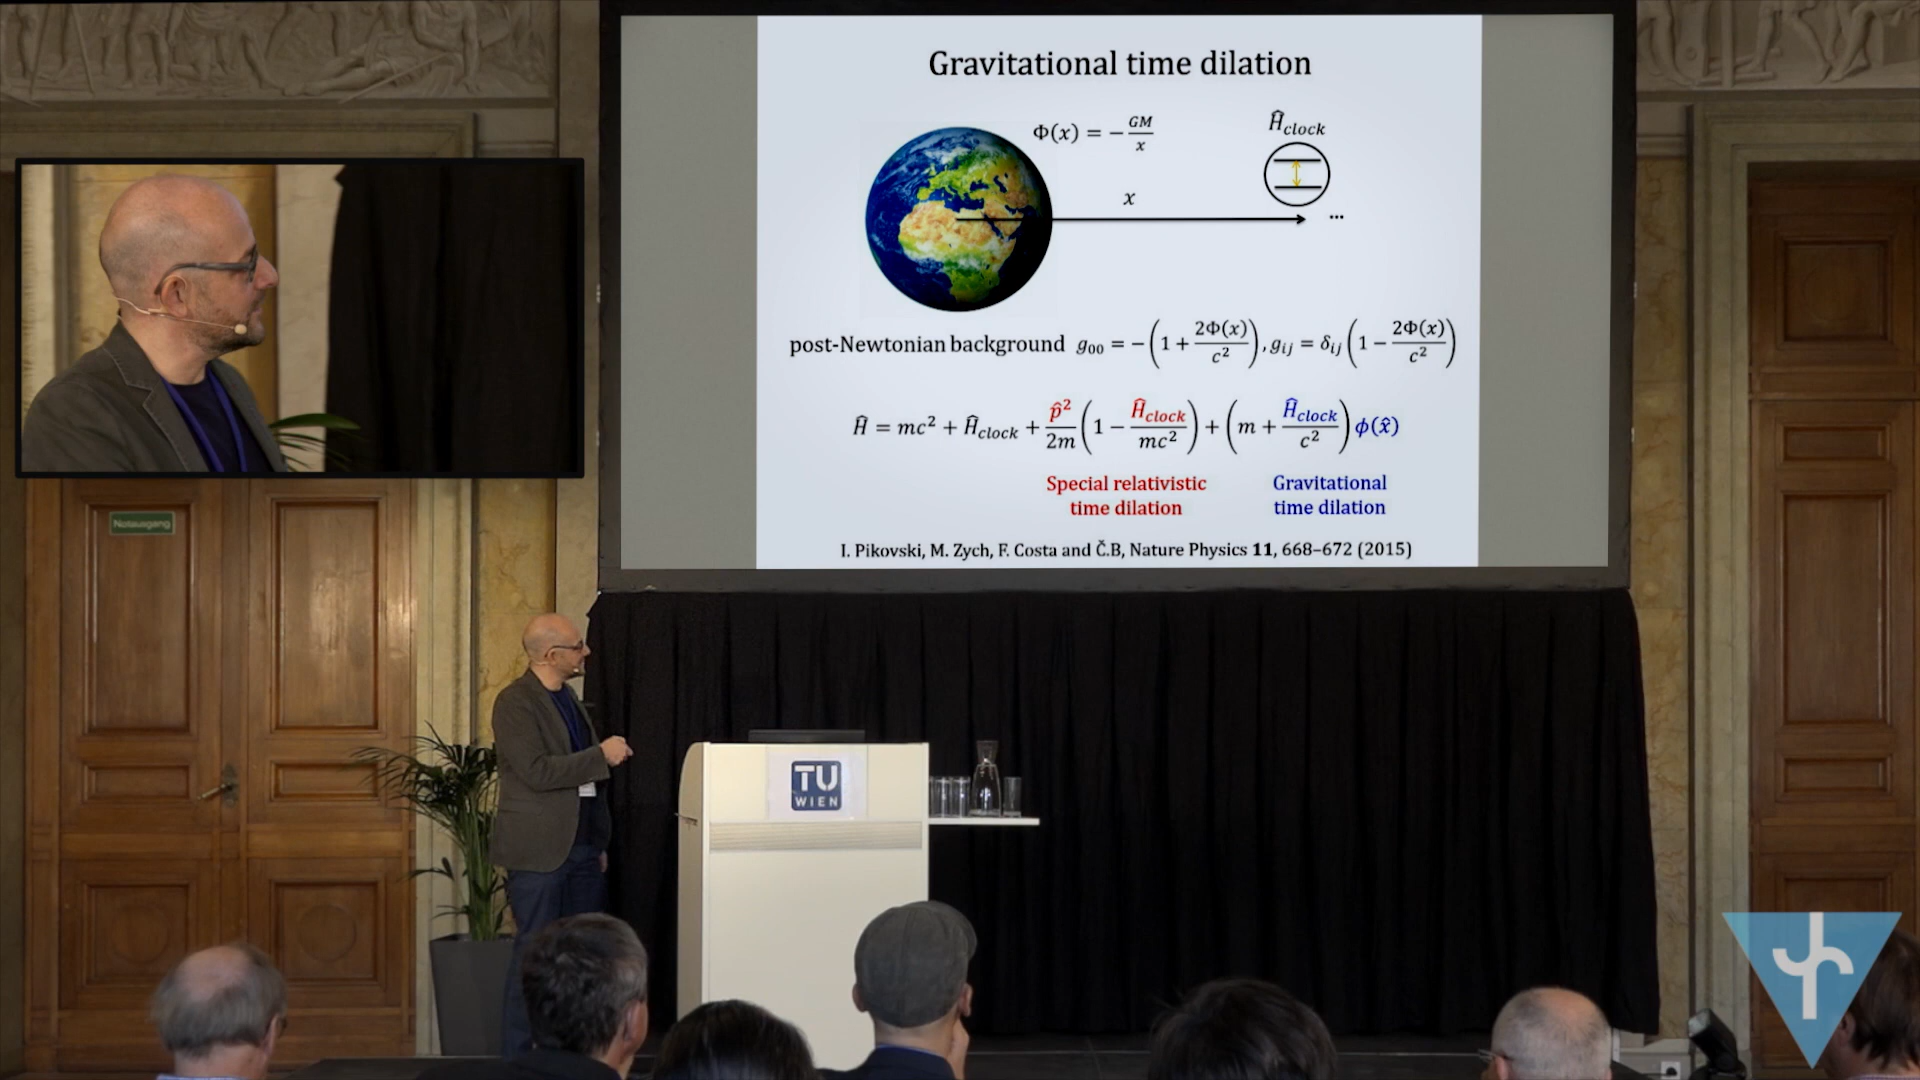 Gravitational time dilation
Φ(x) = −GM/x
Ĥclock
x
...
post-Newtonian background g₀₀ = −(1 + 2Φ(x)/c²), gᵢⱼ = δᵢⱼ(1 − 2Φ(x)/c²)
Ĥ = mc² + Ĥclock + p̂²/2m (1 − Ĥclock/mc²) + (m + Ĥclock/c²) ϕ(x̂)
Special relativistic
time dilation
Gravitational
time dilation
I. Pikovski, M. Zych, F. Costa and Č.B, Nature Physics 11, 668–672 (2015)
Notausgang
TU
WIEN